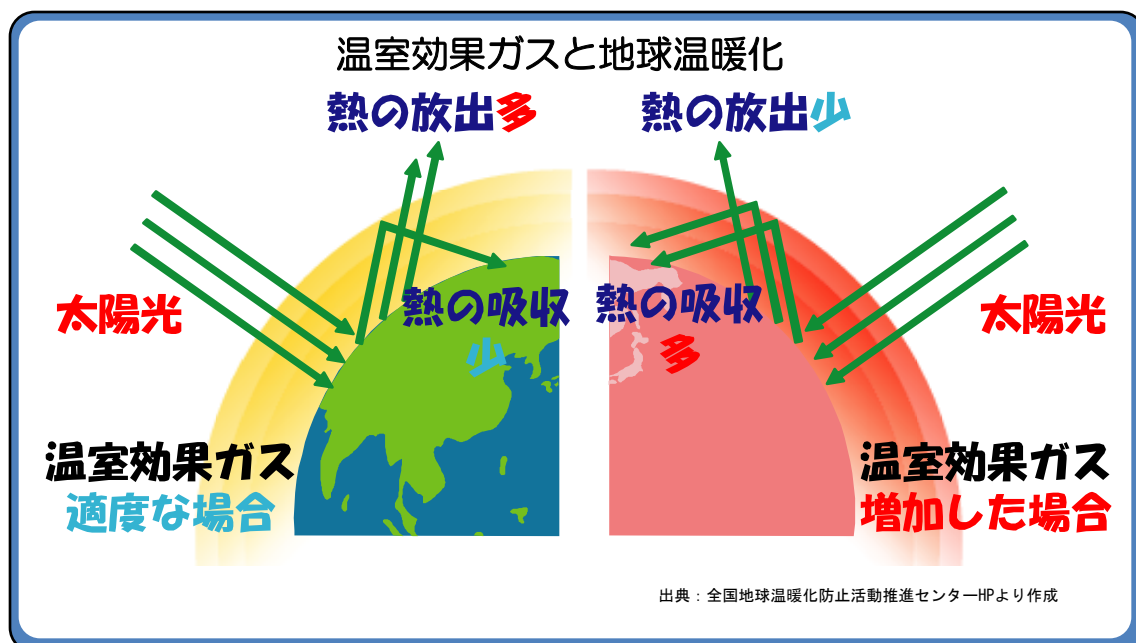 温室効果ガスと地球温暖化
熱の放出多
熱の放出少
太陽光
熱の吸収
少
熱の吸収
多
太陽光
温室効果ガス
適度な場合
温室効果ガス
増加した場合
出典：全国地球温暖化防止活動推進センターHPより作成